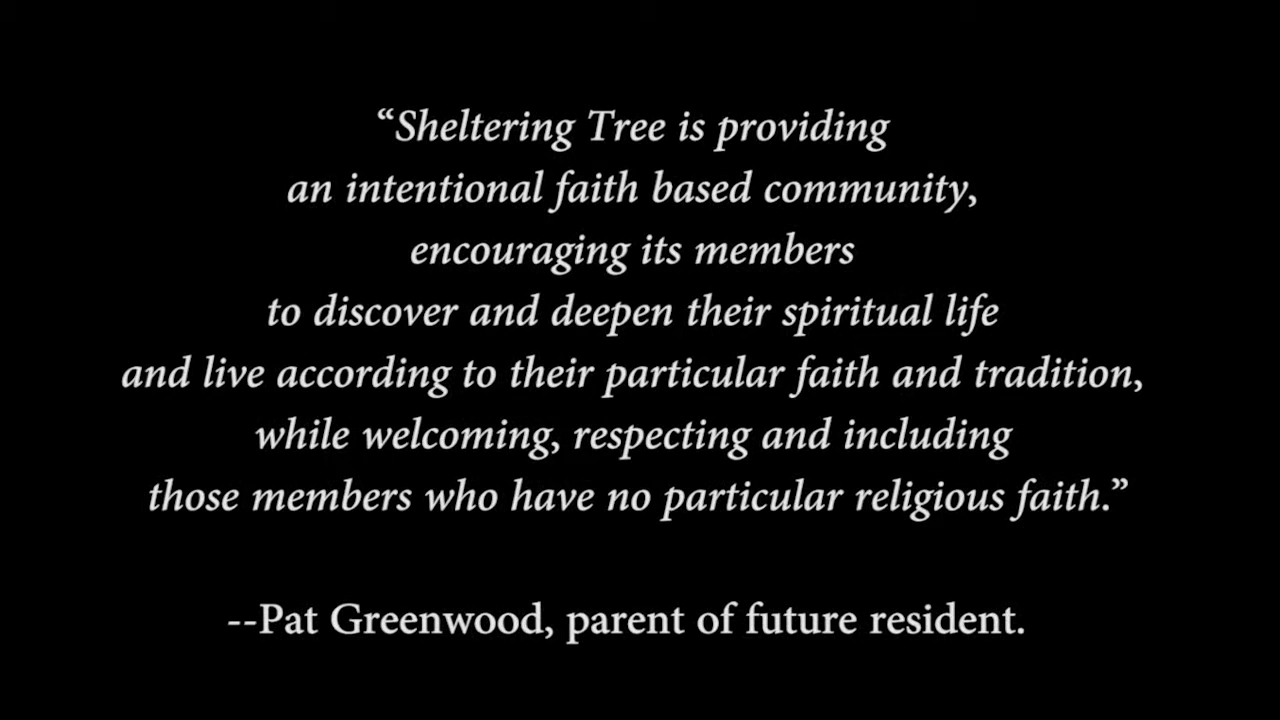 “Sheltering Tree is providing
an intentional faith based community,
encouraging its members
to discover and deepen their spiritual life
and live according to their particular faith and tradition,
while welcoming, respecting and including
those members who have no particular religious faith.”
--Pat Greenwood, parent of future resident.